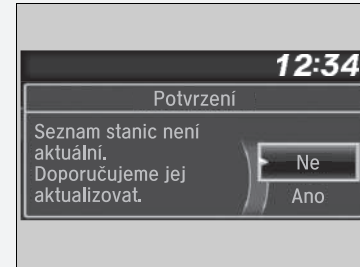 12:34
Potvrzení
Seznam stanic není
aktuální.
Doporučujeme jej
aktualizovat.
Ne
Ano